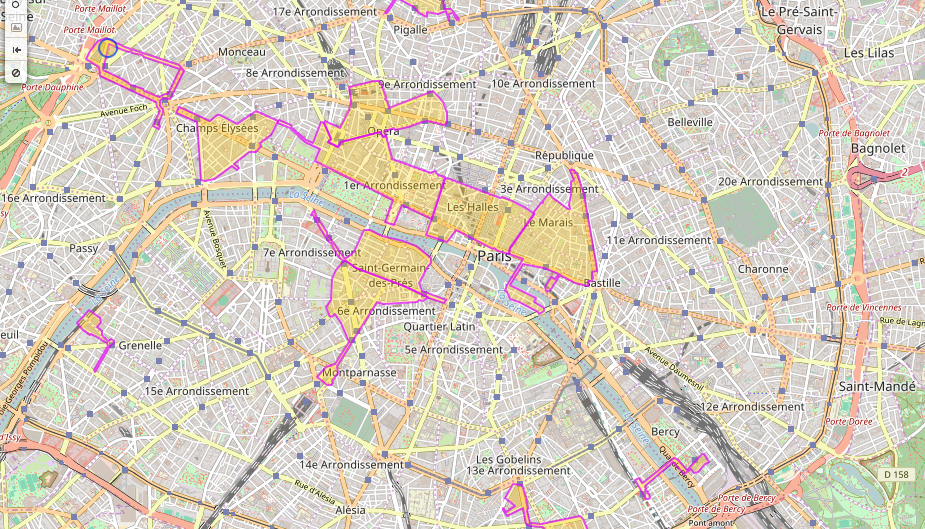 Porte Maillot
17e Arrondissement
Le Pré-Saint-
Gervais
Porte Maillot
Pigalle
Monceau
Les Lilas
8e Arrondissement
9e Arrondissement
10e Arrondissement
Porte Dauphine
Avenue Foch
Champs Élysées
Opéra
Belleville
Porte de Bagnolet
Bagnolet
République
2
1er Arrondissement
3e Arrondissement
20e Arrondissement
16e Arrondissement
La Seine
Les Halles
Le Marais
Avenue Bosquet
11e Arrondissement
Passy
7e Arrondissement
Paris
Saint-Germain-
des-Prés
Charonne
Bastille
6e Arrondissement
Porte de Vincennes
Rue de Lagn
euil
Quartier Latin
Grenelle
5e Arrondissement
Avenue Daumesnil
Montparnasse
Saint-Mandé
15e Arrondissement
12e Arrondissement
Porte Dorée
Bercy
d'Issy
Les Gobelins
14e Arrondissement
13e Arrondissement
Quai de Bercy
D 158
Rue d'Alésia
Porte de Bercy
Porte de Bercy
Alésia
Pont amont